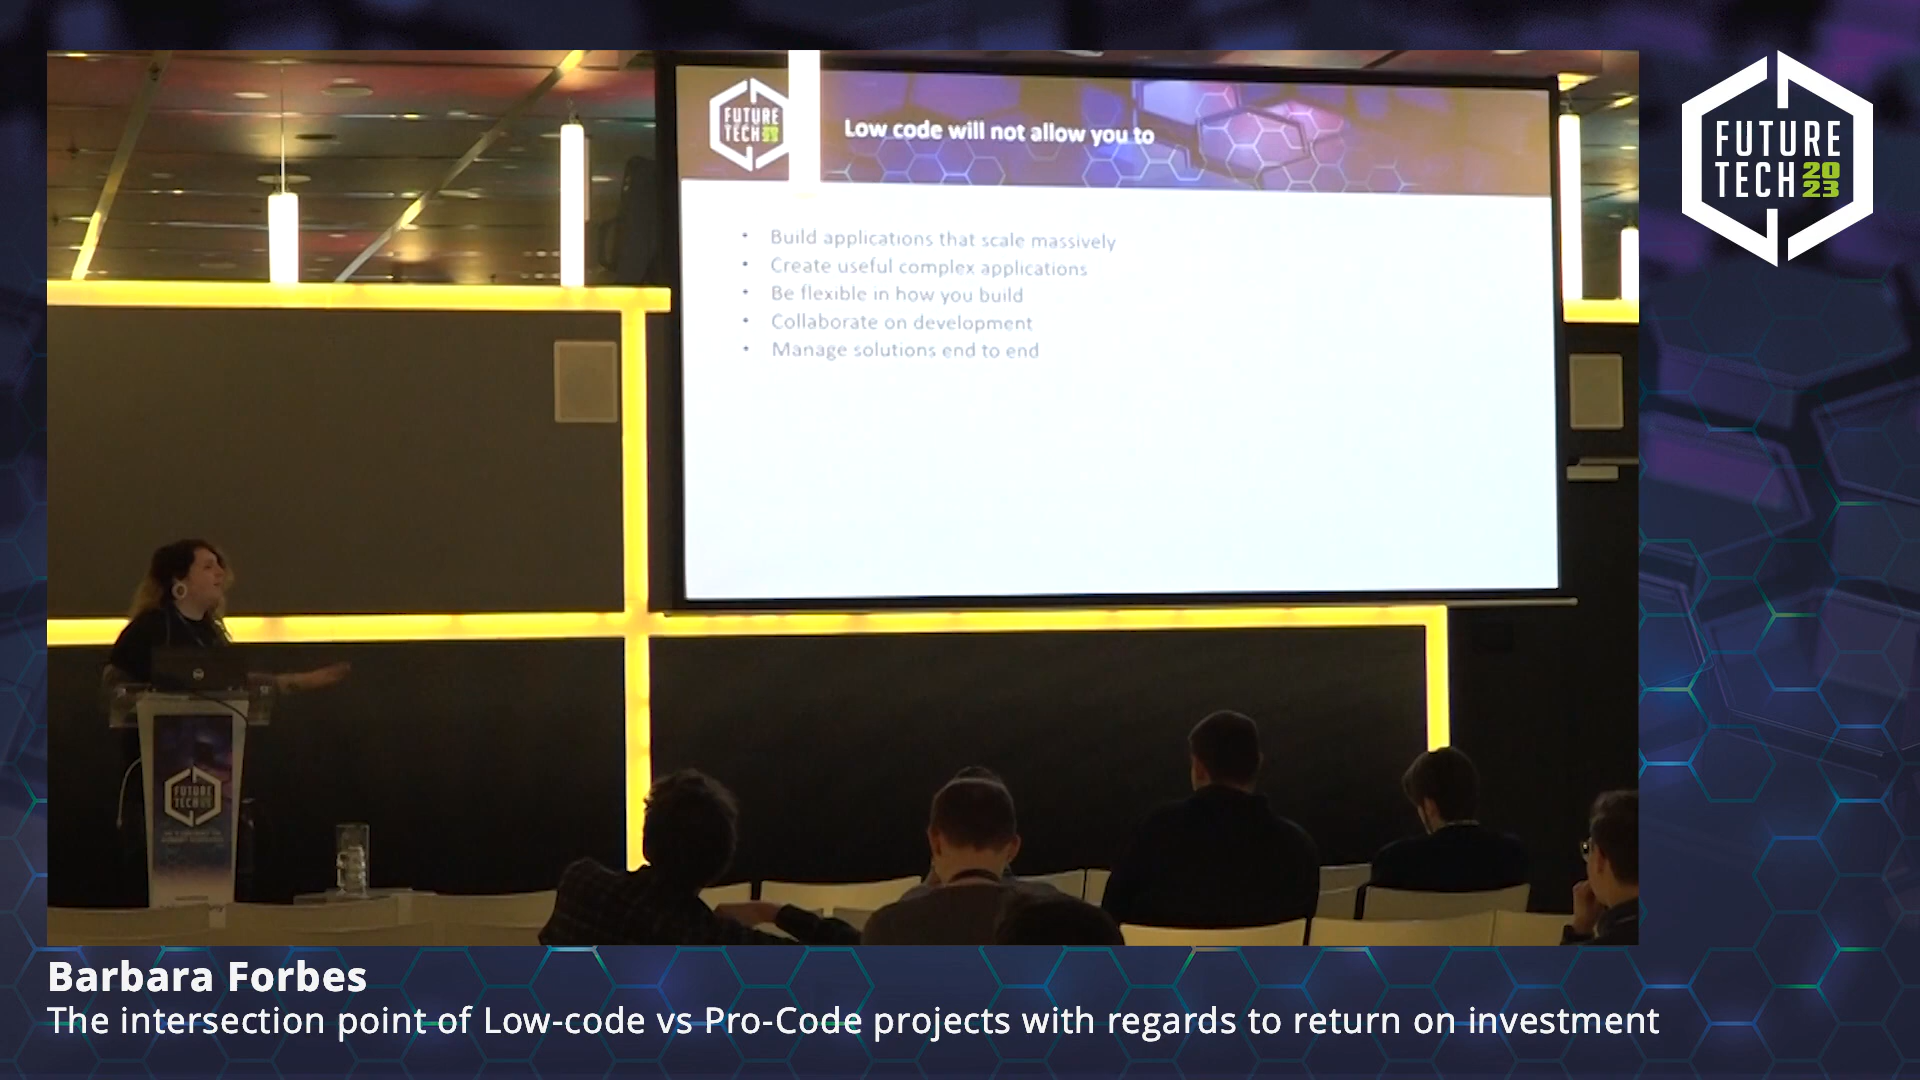 FUTURE
TECH 20
23
FUTURE
TECH
Low code will not allow you to
• Build applications that scale massively
• Create useful complex applications
• Be flexible in how you build
• Collaborate on development
• Manage solutions end to end
FUTURE
TECH
Barbara Forbes
The intersection point of Low-code vs Pro-Code projects with regards to return on investment